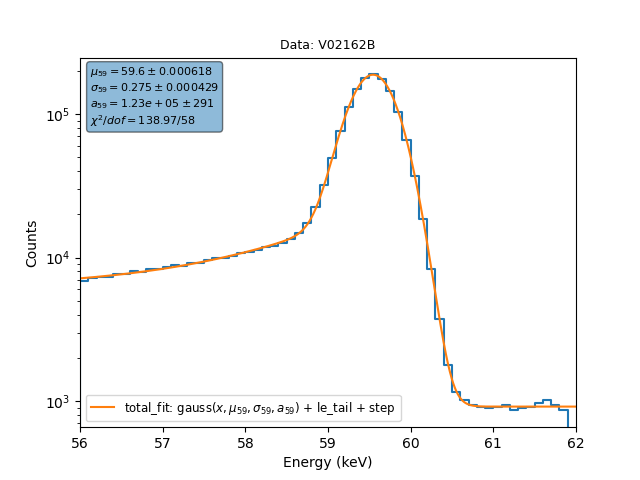 Data: V02162B
μ59 = 59.6 ± 0.000618
σ59 = 0.275 ± 0.000429
a59 = 1.23e + 05 ± 291
χ²/dof = 138.97/58
10⁵
10⁴
10³
Counts
total_fit: gauss(x, μ59, σ59, a59) + le_tail + step
56 57 58 59 60 61 62
Energy (keV)